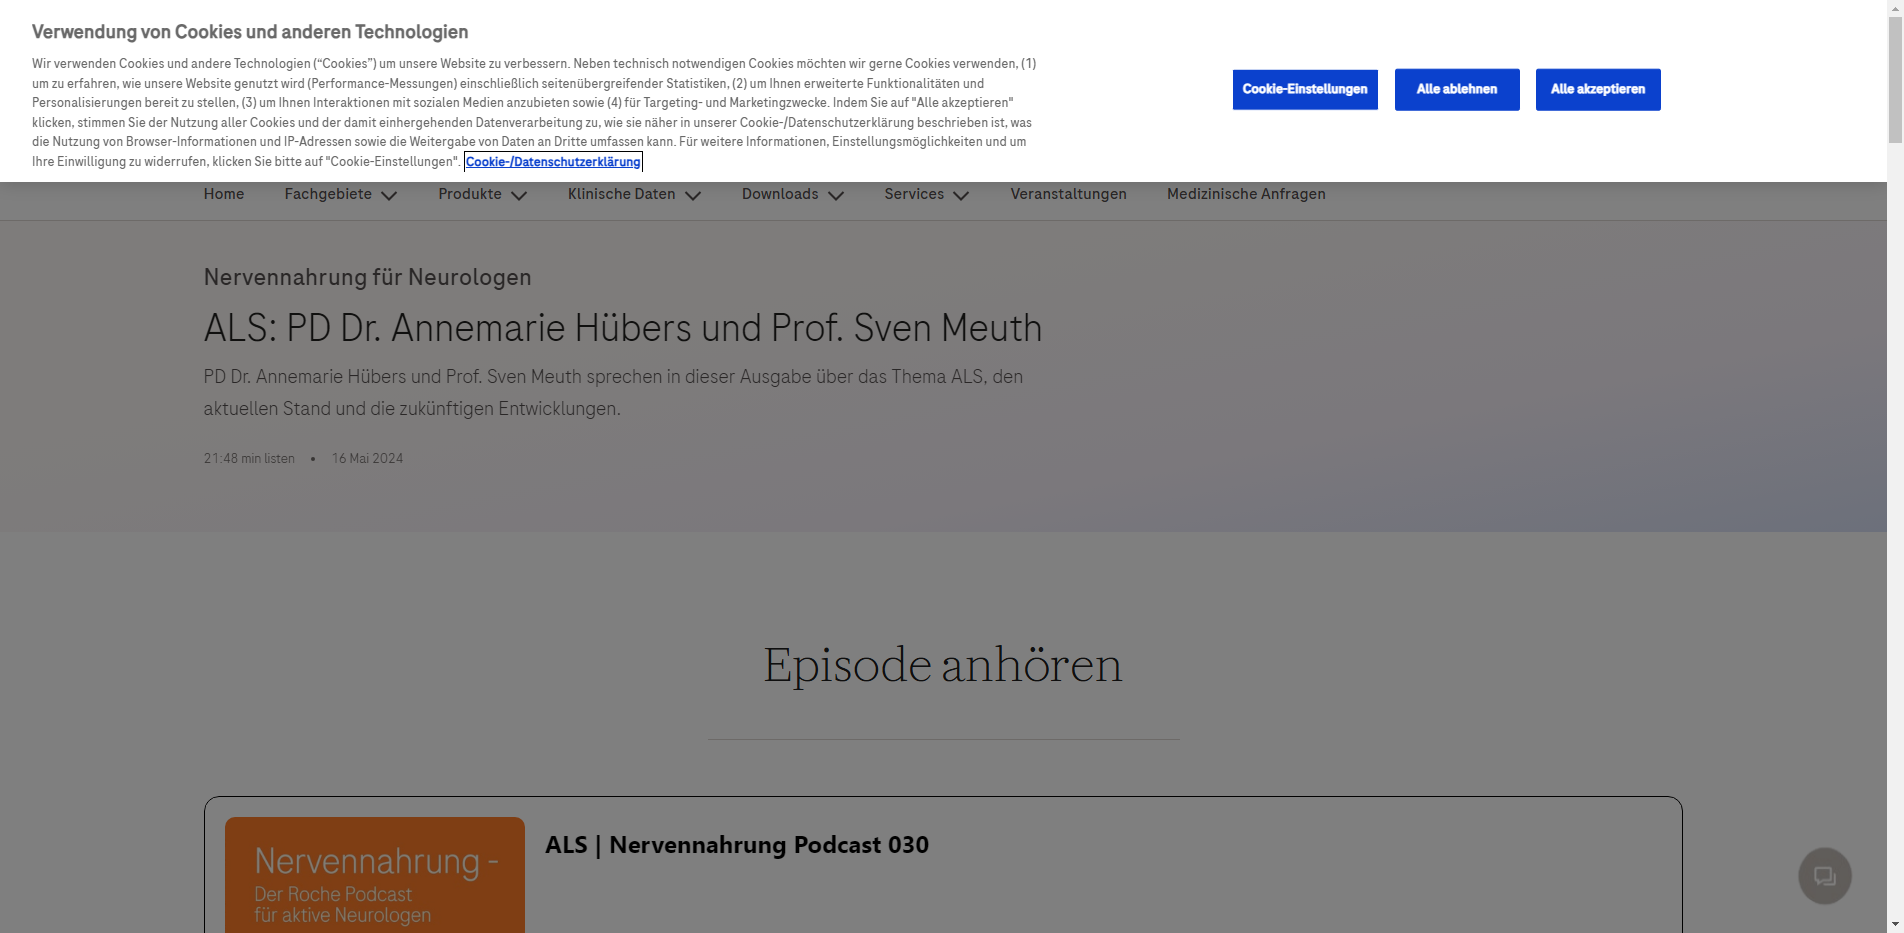 Verwendung von Cookies und anderen Technologien
Wir verwenden Cookies und andere Technologien (“Cookies”) um unsere Website zu verbessern. Neben technisch notwendigen Cookies möchten wir gerne Cookies verwenden, (1)
um zu erfahren, wie unsere Website genutzt wird (Performance-Messungen) einschließlich seitenübergreifender Statistiken, (2) um Ihnen erweiterte Funktionalitäten und
Personalisierungen bereit zu stellen, (3) um Ihnen Interaktionen mit sozialen Medien anzubieten sowie (4) für Targeting- und Marketingzwecke. Indem Sie auf "Alle akzeptieren"
klicken, stimmen Sie der Nutzung aller Cookies und der damit einhergehenden Datenverarbeitung zu, wie sie näher in unserer Cookie-/Datenschutzerklärung beschrieben ist, was
die Nutzung von Browser-Informationen und IP-Adressen sowie die Weitergabe von Daten an Dritte umfassen kann. Für weitere Informationen, Einstellungsmöglichkeiten und um
Ihre Einwilligung zu widerrufen, klicken Sie bitte auf "Cookie-Einstellungen". Cookie-/Datenschutzerklärung
Cookie-Einstellungen Alle ablehnen Alle akzeptieren
Home Fachgebiete Produkte Klinische Daten Downloads Services Veranstaltungen Medizinische Anfragen
Nervennahrung für Neurologen
ALS: PD Dr. Annemarie Hübers und Prof. Sven Meuth
PD Dr. Annemarie Hübers und Prof. Sven Meuth sprechen in dieser Ausgabe über das Thema ALS, den
aktuellen Stand und die zukünftigen Entwicklungen.
21:48 min listen • 16 Mai 2024
Episode anhören
ALS | Nervennahrung Podcast 030
Nervennahrung -
Der Roche Podcast
für aktive Neurologen